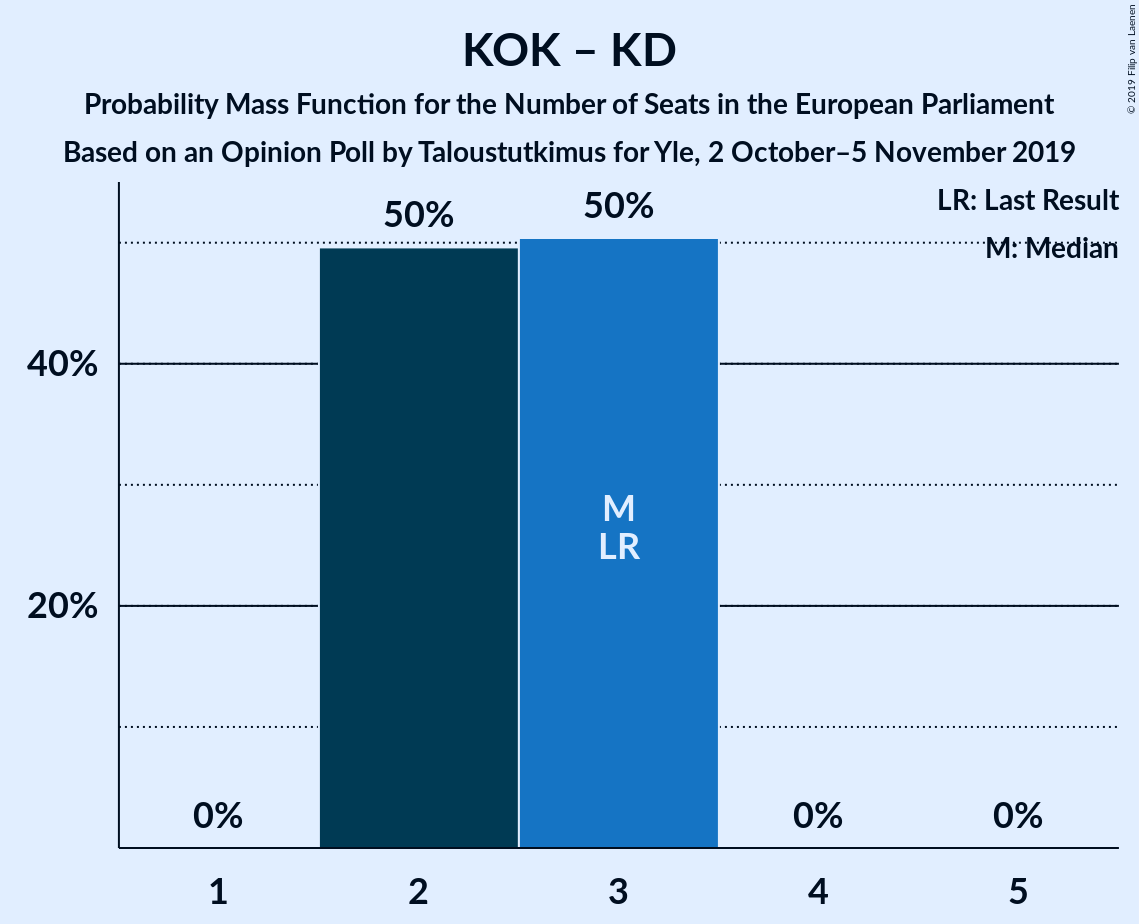 KOK – KD
Probability Mass Function for the Number of Seats in the European Parliament
Based on an Opinion Poll by Taloustutkimus for Yle, 2 October–5 November 2019
© 2019 Filip van Laenen
LR: Last Result
M: Median
50%
50%
40%
20%
M
LR
0%
0%
0%
1
2
3
4
5